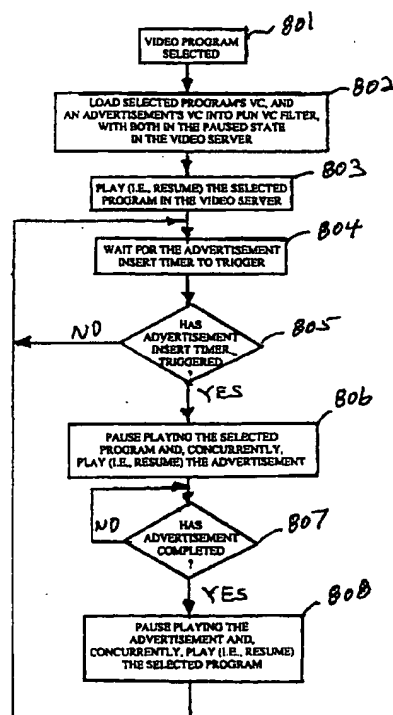 801
VIDEO PROGRAM
SELECTED
802
LOAD SELECTED PROGRAM'S VC, AND
AN ADVERTISEMENT'S VC INTO PUN VC FILTER,
WITH BOTH IN THE PAUSED STATE
IN THE VIDEO SERVER
803
PLAY (I.E., RESUME) THE SELECTED
PROGRAM IN THE VIDEO SERVER
804
WAIT FOR THE ADVERTISEMENT
INSERT TIMER TO TRIGGER
805
NO
HAS
ADVERTISEMENT
INSERT TIMER
TRIGGERED
?
YES
806
PAUSE PLAYING THE SELECTED
PROGRAM AND, CONCURRENTLY,
PLAY (I.E., RESUME) THE ADVERTISEMENT
NO
807
HAS
ADVERTISEMENT
COMPLETED
?
YES
808
PAUSE PLAYING THE
ADVERTISEMENT AND,
CONCURRENTLY, PLAY (I.E., RESUME)
THE SELECTED PROGRAM